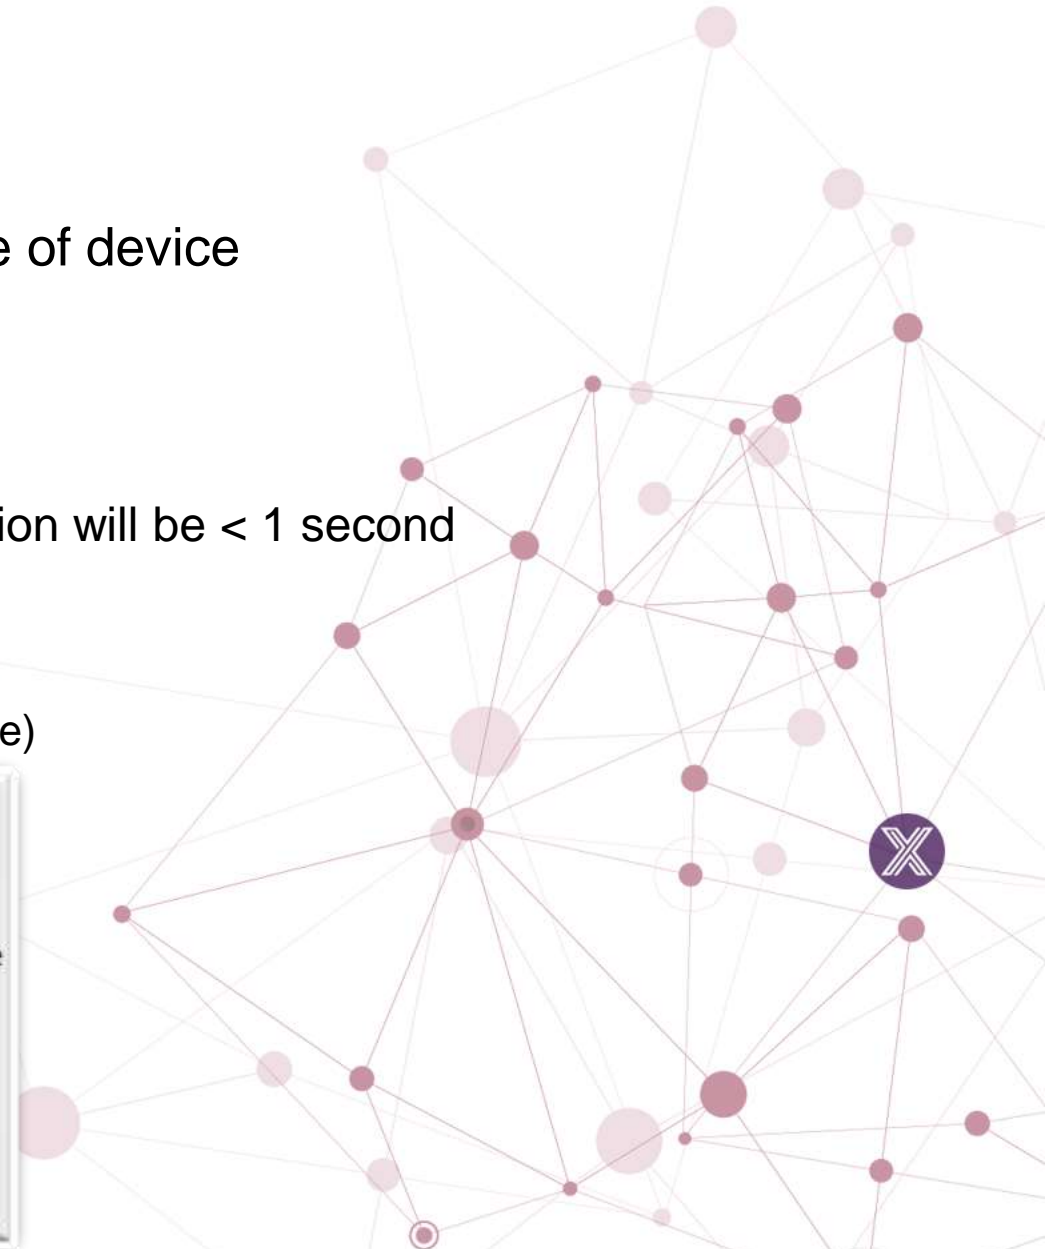 e of device
ion will be < 1 second
e)
e